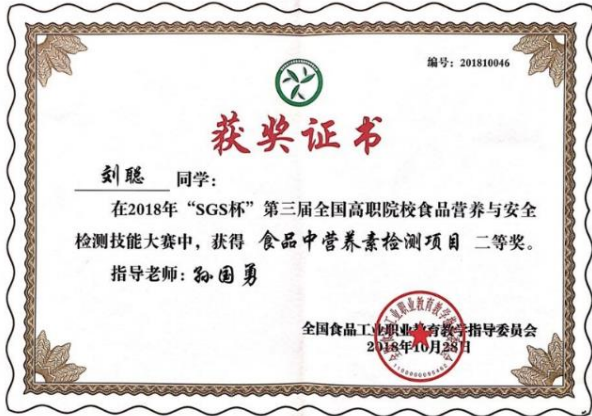 编号：201810046
获奖证书
刘聪 同学：
在2018年“SGS杯”第三届全国高职院校食品营养与安全
检测技能大赛中，获得 食品中营养素检测项目 二等奖。
指导老师：孙国勇
全国食品工业职业教育教学指导委员会
2018年10月28日